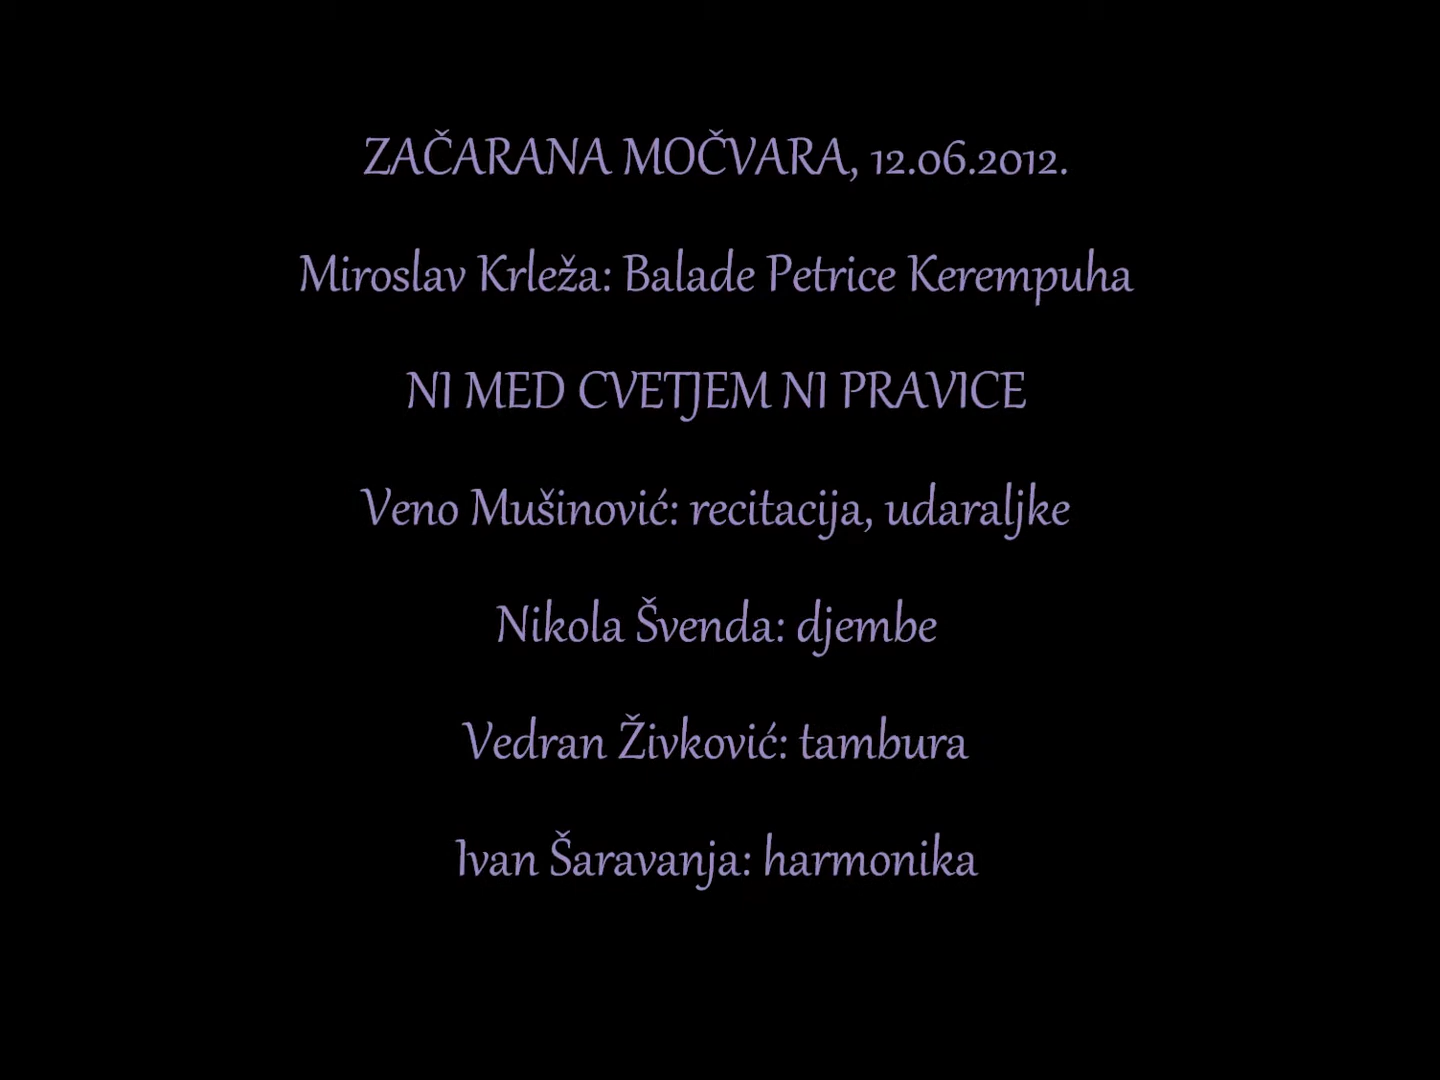 ZAČARANA MOČVARA, 12.06.2012.
Miroslav Krleža: Balade Petrice Kerempuha
NI MED CVETJEM NI PRAVICE
Veno Mušinović: recitacija, udaraljke
Nikola Švenda: djembe
Vedran Živković: tambura
Ivan Šaravanja: harmonika